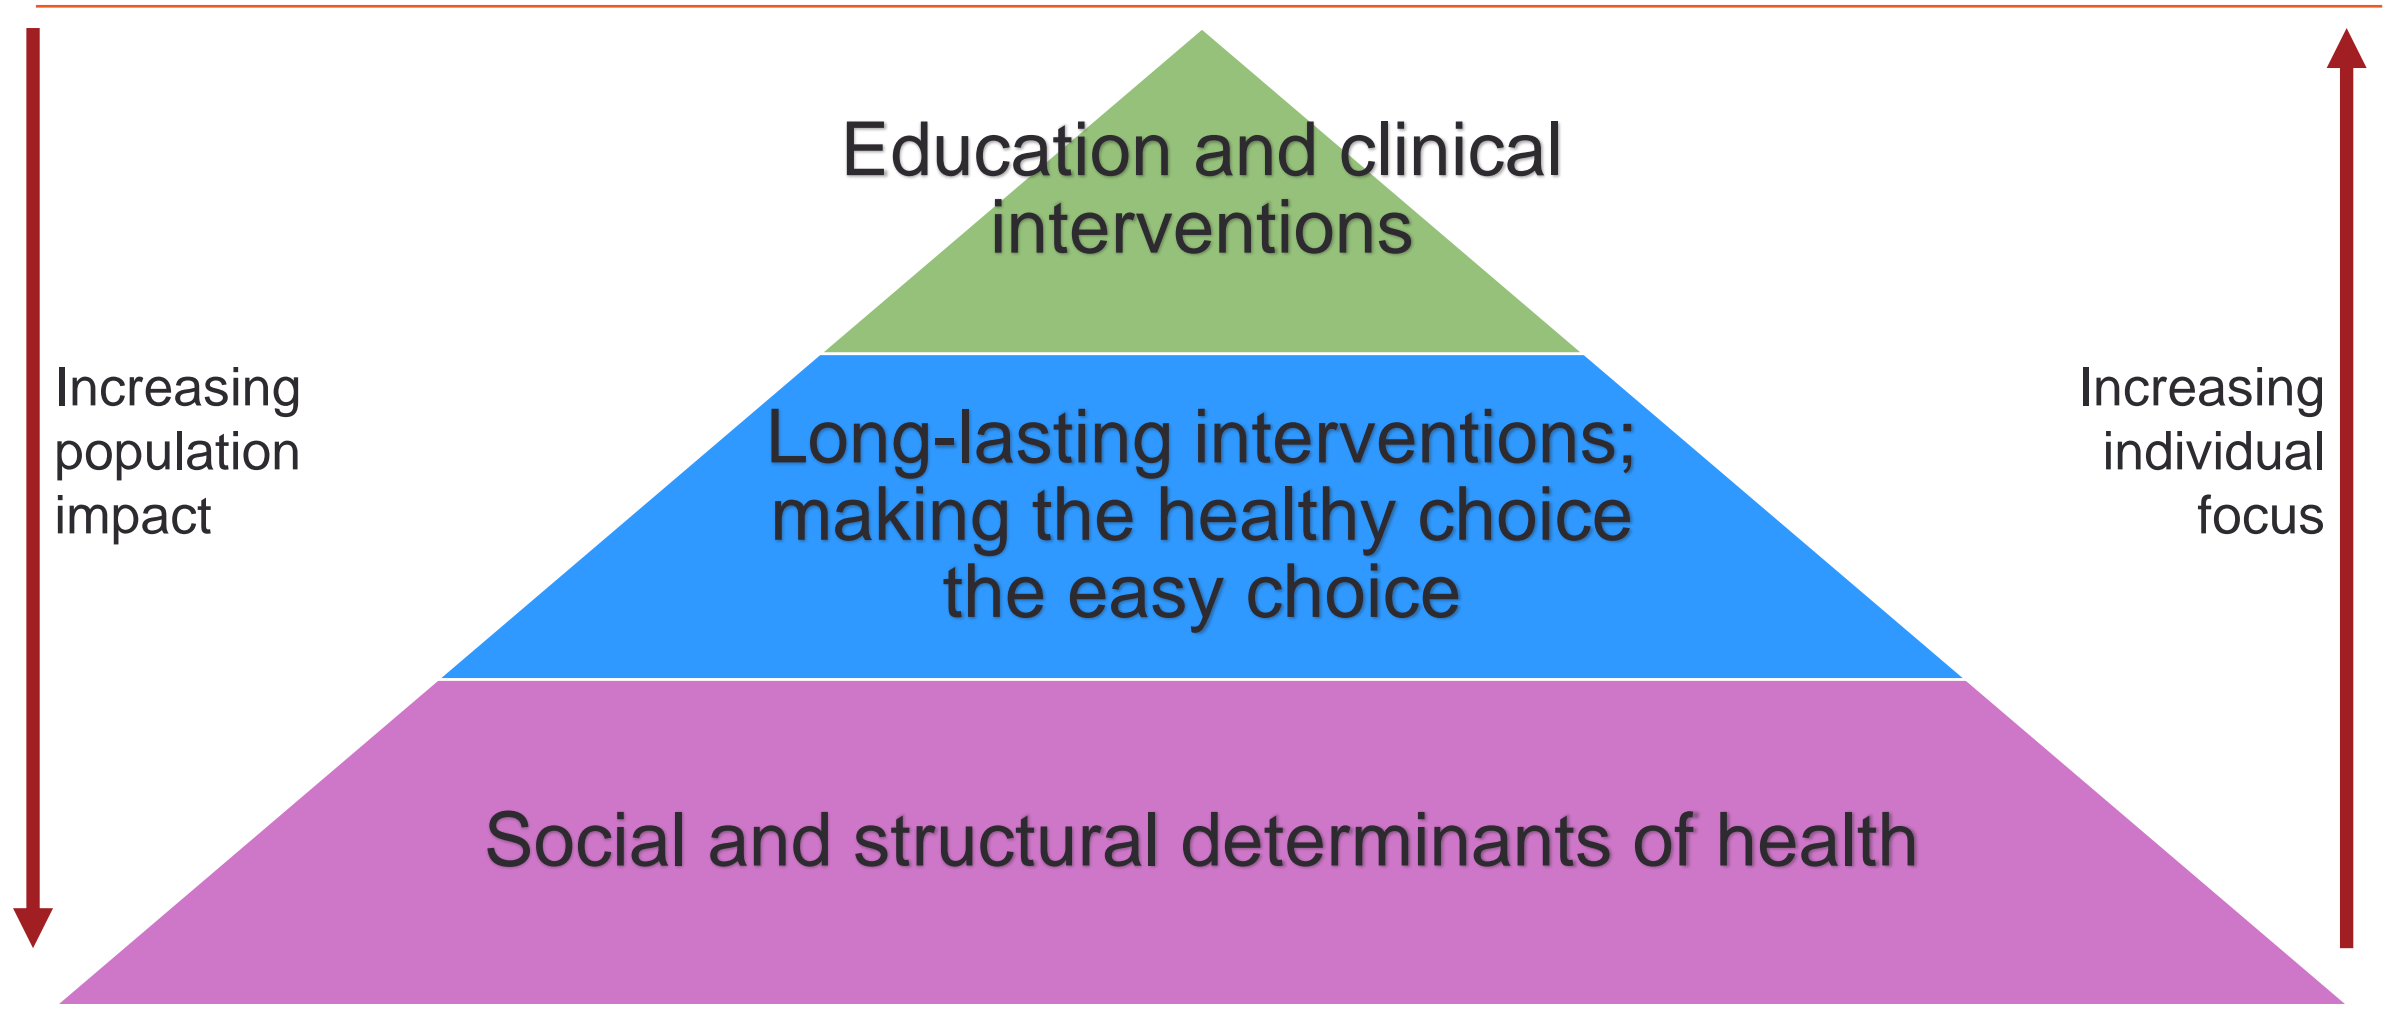 Education and clinical
interventions
Increasing
population
impact
Long-lasting interventions;
making the healthy choice
the easy choice
Increasing
individual
focus
Social and structural determinants of health